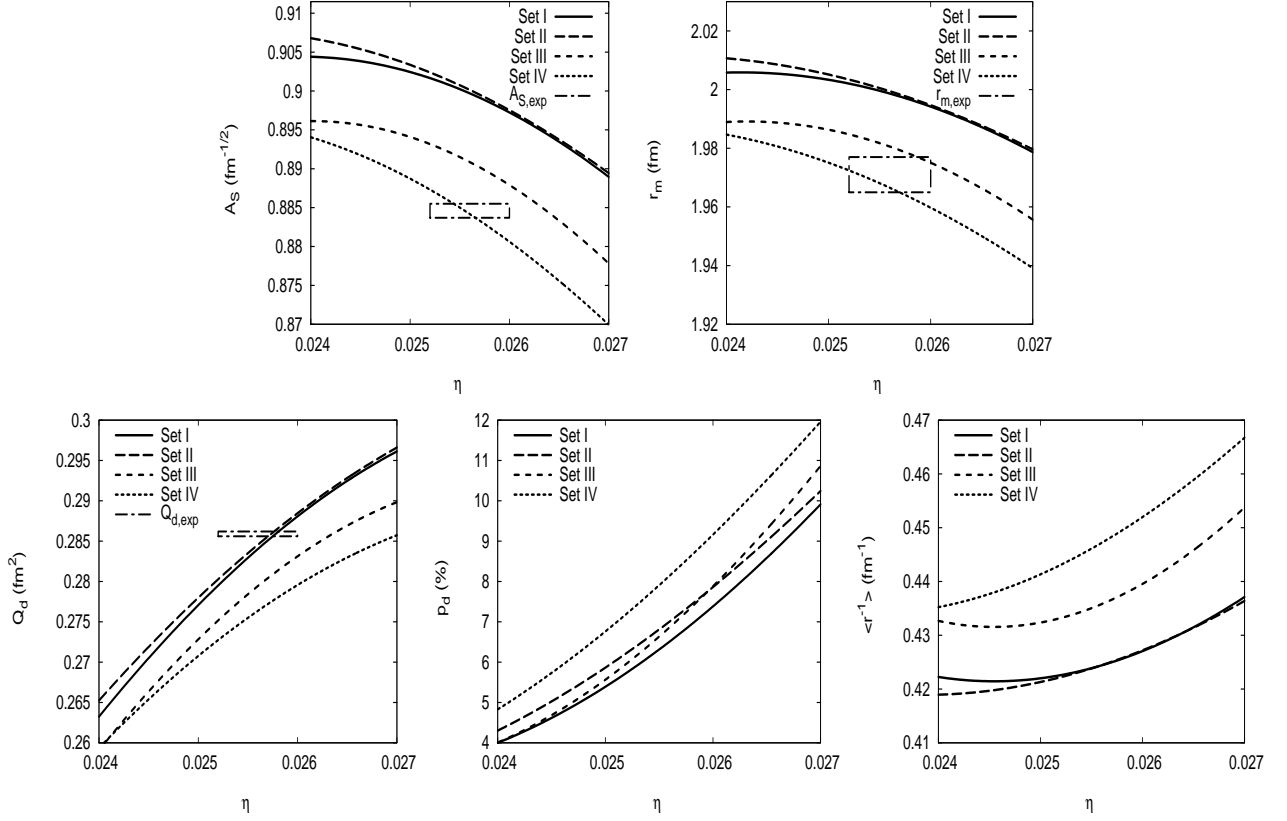 0.91
0.905
0.9
0.895
0.89
0.885
0.88
0.875
0.87
0.024
0.025
0.026
0.027
A_S (fm^{-1/2})
η
Set I
Set II
Set III
Set IV
A_{S,exp}
2.02
2
1.98
1.96
1.94
1.92
0.024
0.025
0.026
0.027
r_m (fm)
η
Set I
Set II
Set III
Set IV
r_{m,exp}
0.3
0.295
0.29
0.285
0.28
0.275
0.27
0.265
0.26
0.024
0.025
0.026
0.027
Q_d (fm^2)
η
Set I
Set II
Set III
Set IV
Q_{d,exp}
12
11
10
9
8
7
6
5
4
0.024
0.025
0.026
0.027
p_d (%)
η
Set I
Set II
Set III
Set IV
0.47
0.46
0.45
0.44
0.43
0.42
0.41
0.024
0.025
0.026
0.027
<r^{-1}> (fm^{-1})
η
Set I
Set II
Set III
Set IV